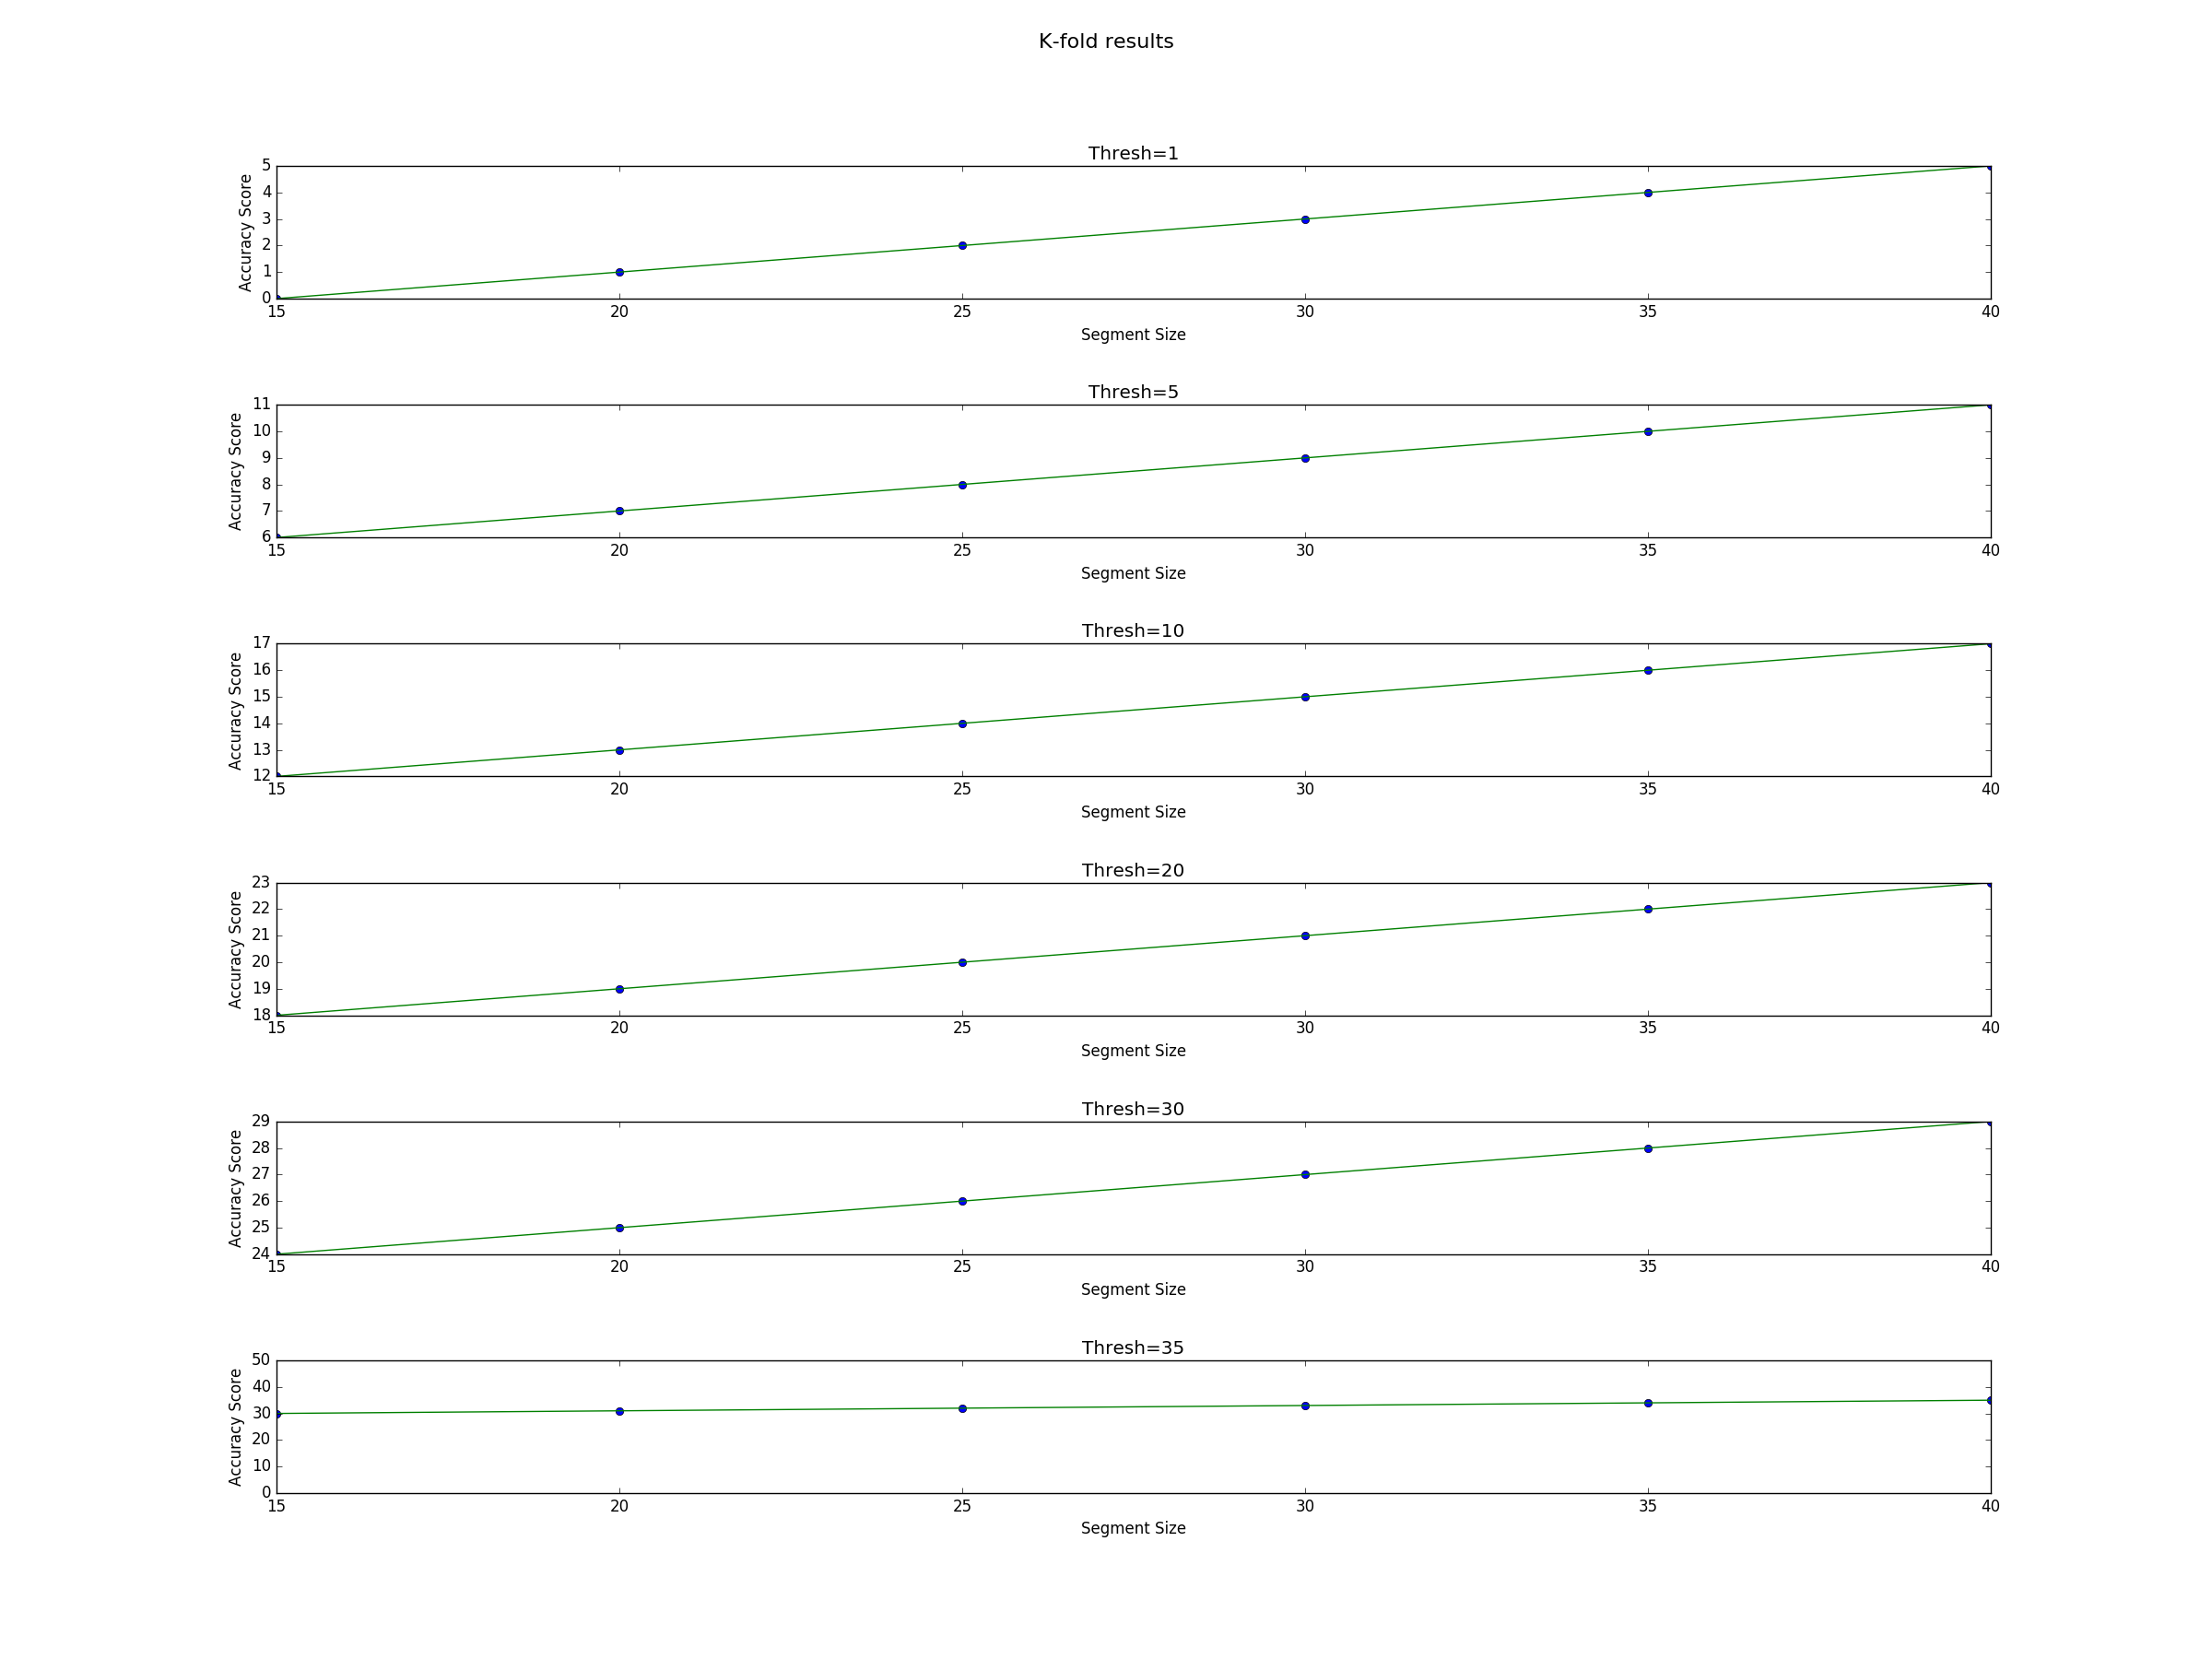 K-fold results
Thresh=1
Accuracy Score
5
4
3
2
1
0
15 20 25 30 35 40
Segment Size
Thresh=5
Accuracy Score
11
10
9
8
7
6
15 20 25 30 35 40
Segment Size
Thresh=10
Accuracy Score
17
16
15
14
13
12
15 20 25 30 35 40
Segment Size
Thresh=20
Accuracy Score
23
22
21
20
19
18
15 20 25 30 35 40
Segment Size
Thresh=30
Accuracy Score
29
28
27
26
25
24
15 20 25 30 35 40
Segment Size
Thresh=35
Accuracy Score
50
40
30
20
10
0
15 20 25 30 35 40
Segment Size